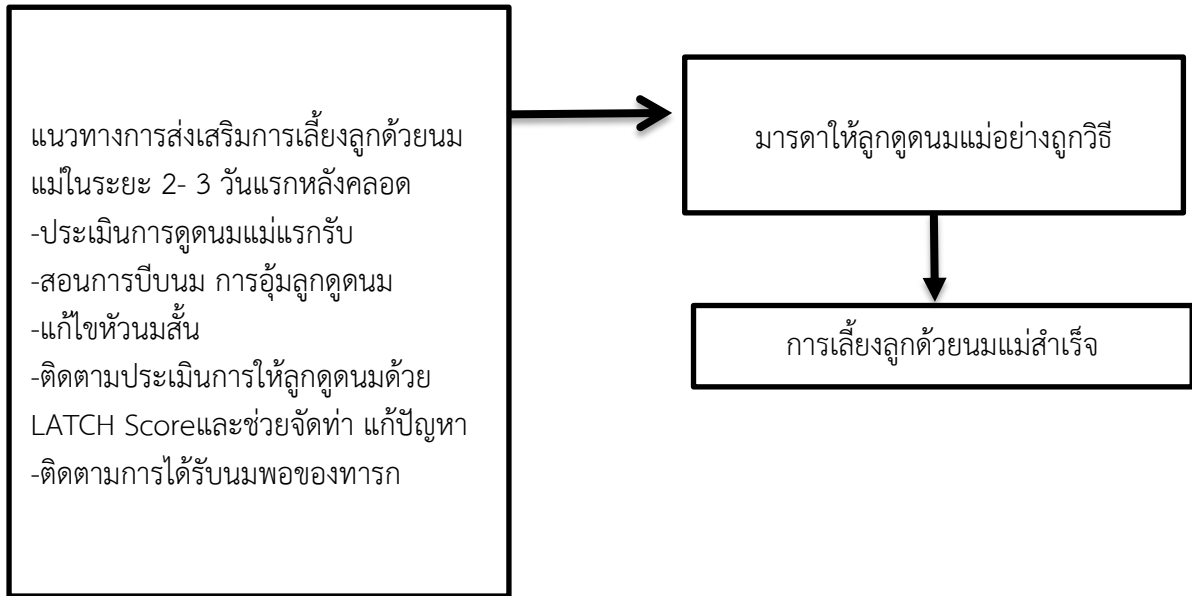 แนวทางการส่งเสริมการเลี้ยงลูกด้วยนม
แม่ในระยะ 2- 3 วันแรกหลังคลอด
-ประเมินการดูดนมแม่แรกรับ
-สอนการบีบนม การอุ้มลูกดูดนม
-แก้ไขหัวนมสั้น
-ติดตามประเมินการให้ลูกดูดนมด้วย
LATCH Scoreและช่วยจัดท่า แก้ปัญหา
-ติดตามการได้รับนมพอของทารก
มารดาให้ลูกดูดนมแม่อย่างถูกวิธี
การเลี้ยงลูกด้วยนมแม่สำเร็จ